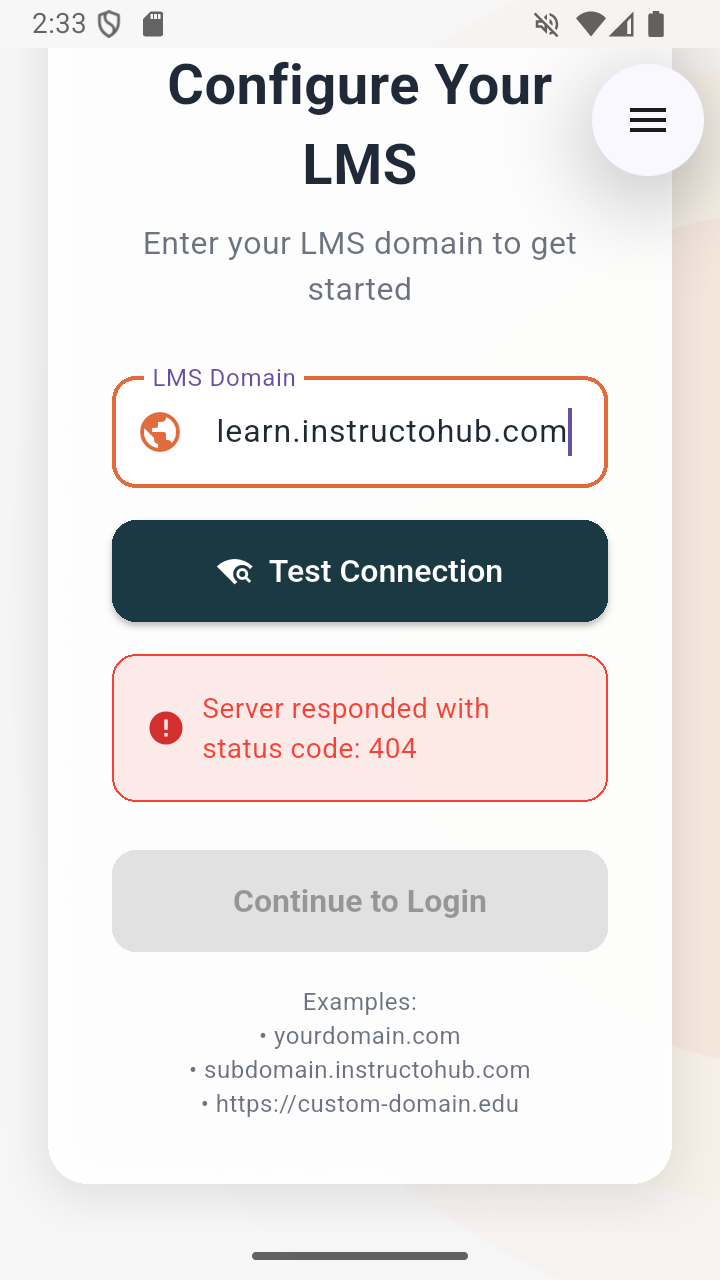 2:33
Configure Your
LMS
Enter your LMS domain to get
started
LMS Domain
learn.instructohub.com
Test Connection
Server responded with
status code: 404
Continue to Login
Examples:
• yourdomain.com
• subdomain.instructohub.com
• https://custom-domain.edu